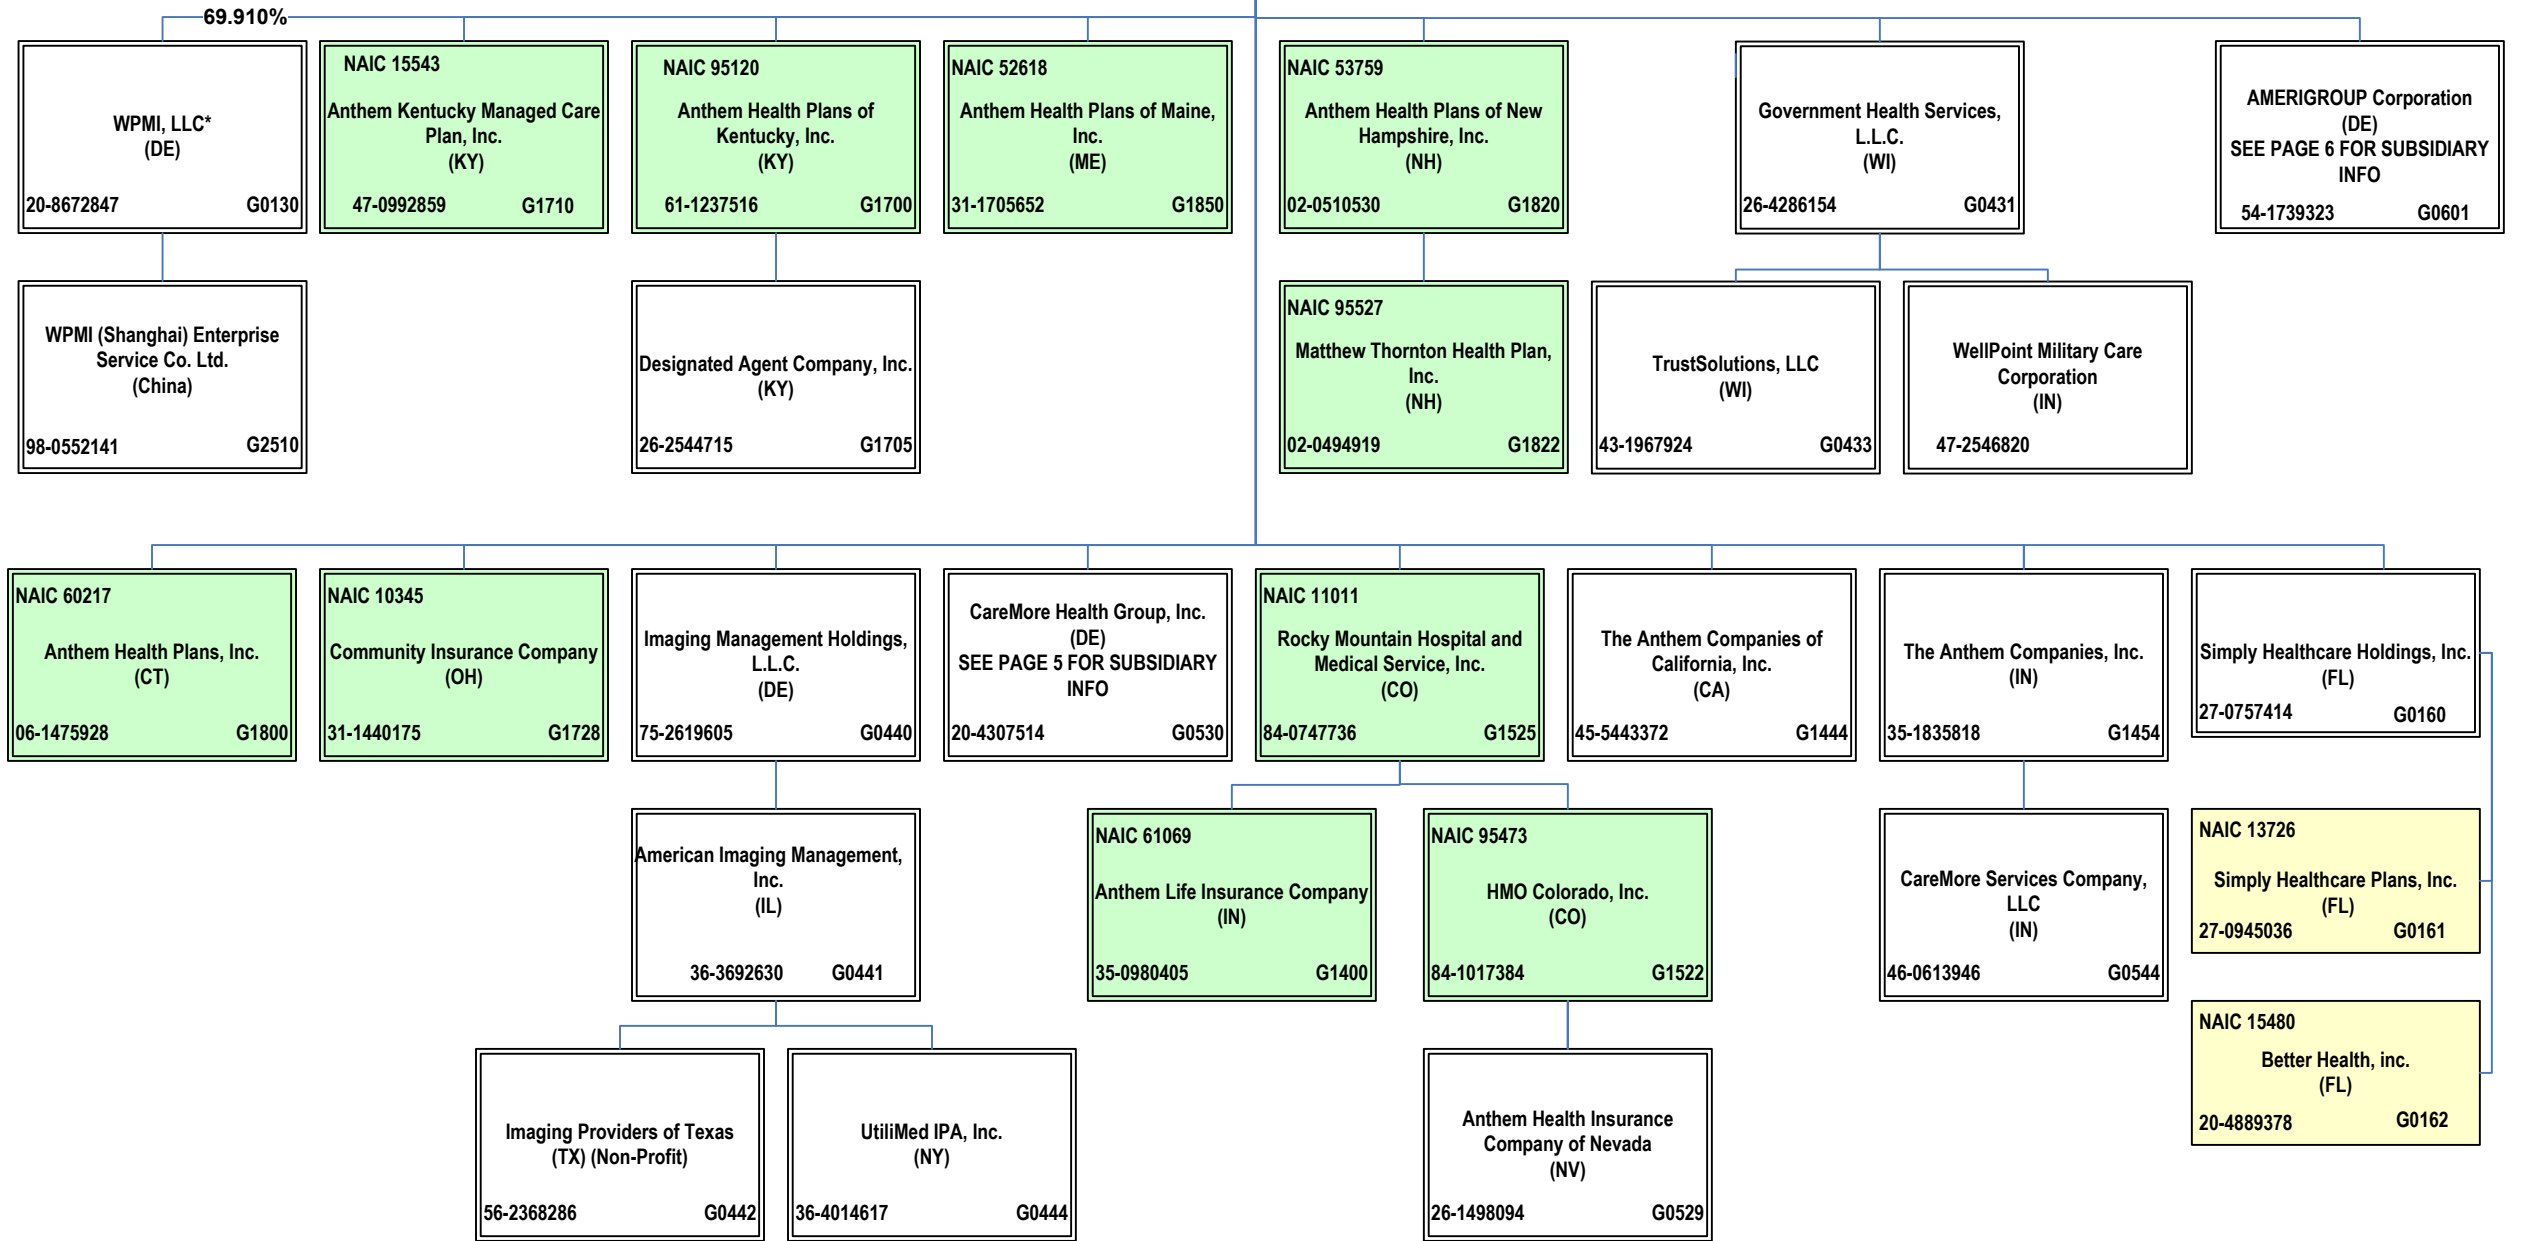 69.910%
WPMI, LLC*
(DE)
20-8672847 G0130
NAIC 15543
Anthem Kentucky Managed Care
Plan, Inc.
(KY)
47-0992859 G1710
NAIC 95120
Anthem Health Plans of
Kentucky, Inc.
(KY)
61-1237516 G1700
NAIC 52618
Anthem Health Plans of Maine,
Inc.
(ME)
31-1705652 G1850
NAIC 53759
Anthem Health Plans of New
Hampshire, Inc.
(NH)
02-0510530 G1820
Government Health Services,
L.L.C.
(WI)
26-4286154 G0431
AMERIGROUP Corporation
(DE)
SEE PAGE 6 FOR SUBSIDIARY
INFO
54-1739323 G0601
WPMI (Shanghai) Enterprise
Service Co. Ltd.
(China)
98-0552141 G2510
Designated Agent Company, Inc.
(KY)
26-2544715 G1705
NAIC 95527
Matthew Thornton Health Plan,
Inc.
(NH)
02-0494919 G1822
TrustSolutions, LLC
(WI)
43-1967924 G0433
WellPoint Military Care
Corporation
(IN)
47-2546820
NAIC 60217
Anthem Health Plans, Inc.
(CT)
06-1475928 G1800
NAIC 10345
Community Insurance Company
(OH)
31-1440175 G1728
Imaging Management Holdings,
L.L.C.
(DE)
75-2619605 G0440
CareMore Health Group, Inc.
(DE)
SEE PAGE 5 FOR SUBSIDIARY
INFO
20-4307514 G0530
NAIC 11011
Rocky Mountain Hospital and
Medical Service, Inc.
(CO)
84-0747736 G1525
The Anthem Companies of
California, Inc.
(CA)
45-5443372 G1444
The Anthem Companies, Inc.
(IN)
35-1835818 G1454
Simply Healthcare Holdings, Inc.
(FL)
27-0757414 G0160
American Imaging Management,
Inc.
(IL)
36-3692630 G0441
NAIC 61069
Anthem Life Insurance Company
(IN)
35-0980405 G1400
NAIC 95473
HMO Colorado, Inc.
(CO)
84-1017384 G1522
CareMore Services Company,
LLC
(IN)
46-0613946 G0544
NAIC 13726
Simply Healthcare Plans, Inc.
(FL)
27-0945036 G0161
Imaging Providers of Texas
(TX) (Non-Profit)
56-2368286 G0442
UtiliMed IPA, Inc.
(NY)
36-4014617 G0444
Anthem Health Insurance
Company of Nevada
(NV)
26-1498094 G0529
NAIC 15480
Better Health, inc.
(FL)
20-4889378 G0162